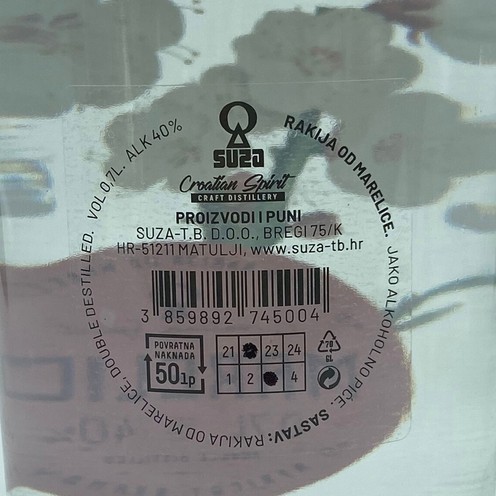 SUZA
Croatian Spirit
CRAFT DISTILLERY
PROIZVODI I PUNI
SUZA-T.B. D.O.O., BREGI 75/K
HR-51211 MATULJI, www.suza-tb.hr
3 859892 745004
POVRATNA
NAKNADA
50lp
21 23 24
1 2 4
70
GL
RAKIJA OD MARELICE. JAKO ALKOHOLNO PIĆE. SASTAV: RAKIJA OD MARELICE, DOUBLE DESTILLED. VOL 0,7L. ALK 40%